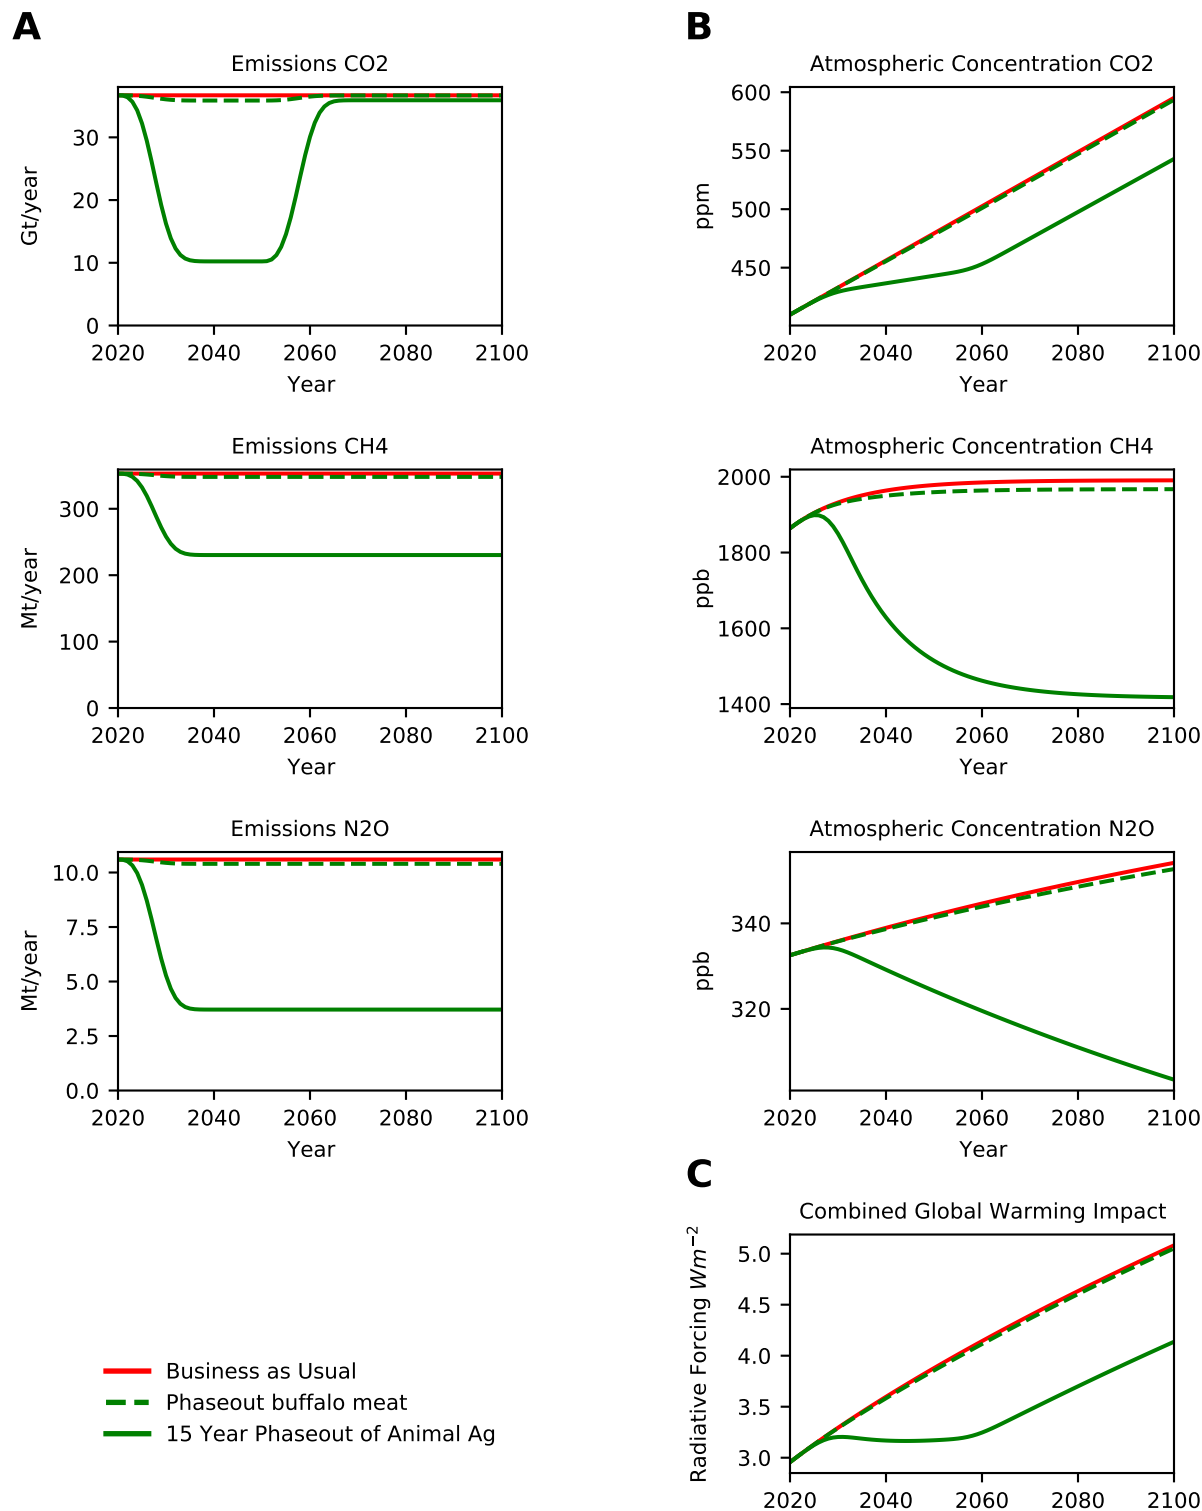 A
B
Emissions CO2
Atmospheric Concentration CO2
Gt/year
30
20
10
0
2020 2040 2060 2080 2100
Year
ppm
600
550
500
450
2020 2040 2060 2080 2100
Year
Emissions CH4
Atmospheric Concentration CH4
Mt/year
300
200
100
0
2020 2040 2060 2080 2100
Year
ppb
2000
1800
1600
1400
2020 2040 2060 2080 2100
Year
Emissions N2O
Atmospheric Concentration N2O
Mt/year
10.0
7.5
5.0
2.5
0.0
2020 2040 2060 2080 2100
Year
ppb
340
320
2020 2040 2060 2080 2100
Year
C
Combined Global Warming Impact
Radiative Forcing Wm⁻²
5.0
4.5
4.0
3.5
3.0
2020 2040 2060 2080 2100
Business as Usual
Phaseout buffalo meat
15 Year Phaseout of Animal Ag